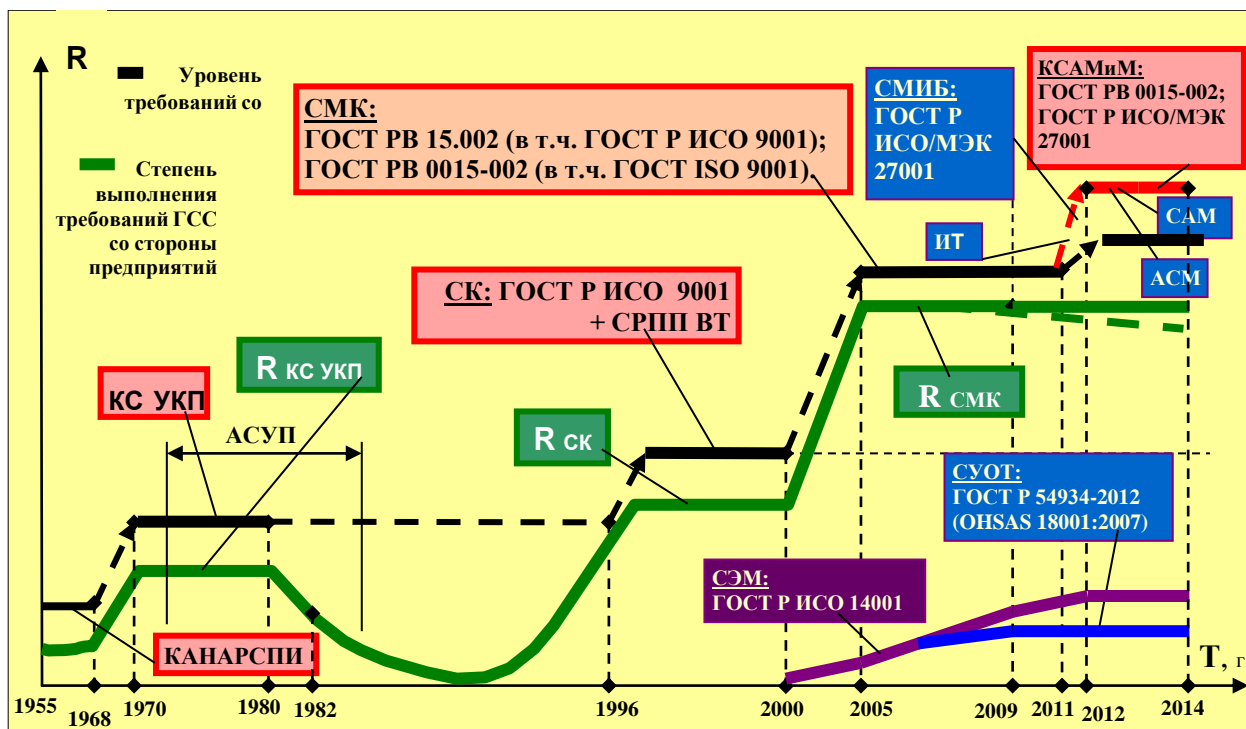 R
Уровень
требований со
Степень
выполнения
требований ГСС
со стороны
предприятий
СМК:
ГОСТ РВ 15.002 (в т.ч. ГОСТ Р ИСО 9001);
ГОСТ РВ 0015-002 (в т.ч. ГОСТ ISO 9001).
СМИБ:
ГОСТ Р
ИСО/МЭК
27001
КСАМиМ:
ГОСТ РВ 0015-002;
ГОСТ Р ИСО/МЭК
27001
САМ
ИТ
АСМ
СК: ГОСТ Р ИСО 9001
+ СРПП ВТ
R КС УКП
КС УКП
R СМК
АСУП
R СК
СУОТ:
ГОСТ Р 54934-2012
(OHSAS 18001:2007)
СЭМ:
ГОСТ Р ИСО 14001
КАНАРСПИ
T, г
1955
1968
1970
1980
1982
1996
2000
2005
2009
2011
2012
2014